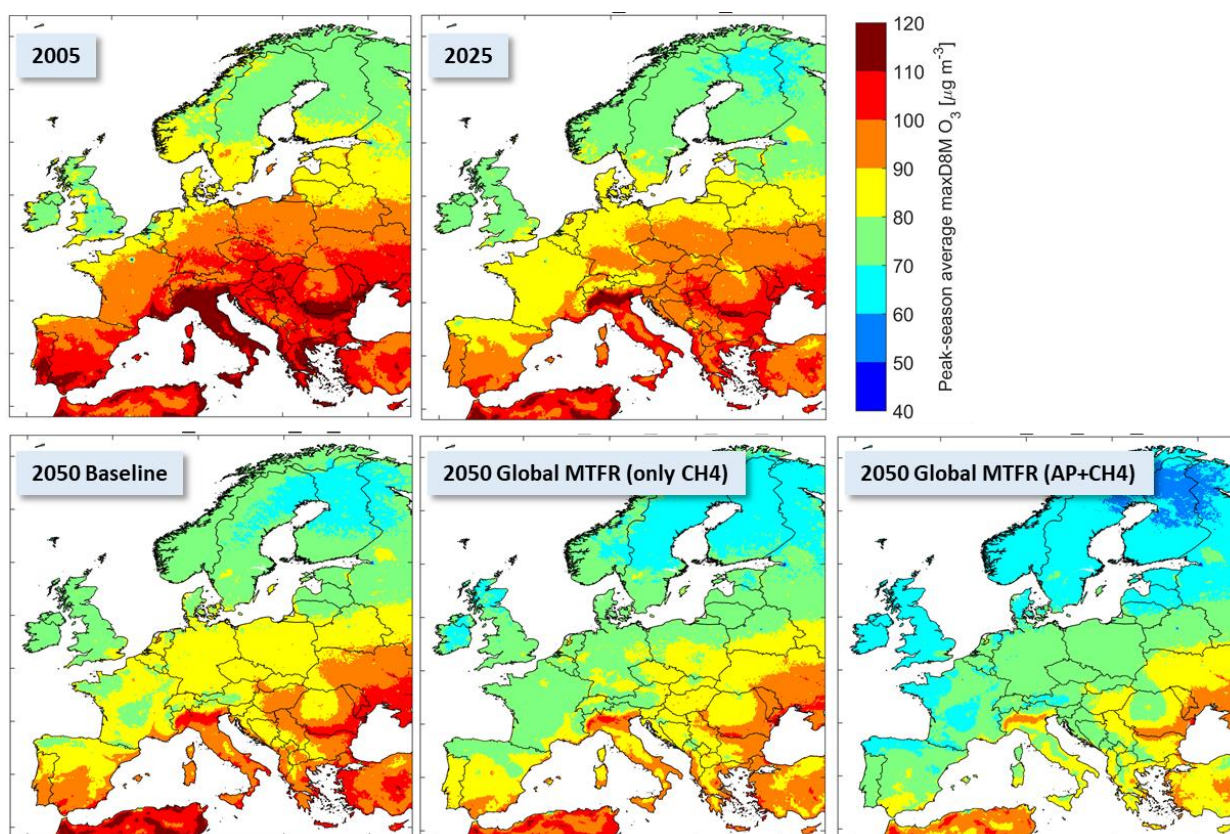 2005
2025
120
110
100
90
80
70
60
50
40
Peak-season average maxD8M O₃ [µg m⁻³]
2050 Baseline
2050 Global MTFR (only CH4)
2050 Global MTFR (AP+CH4)